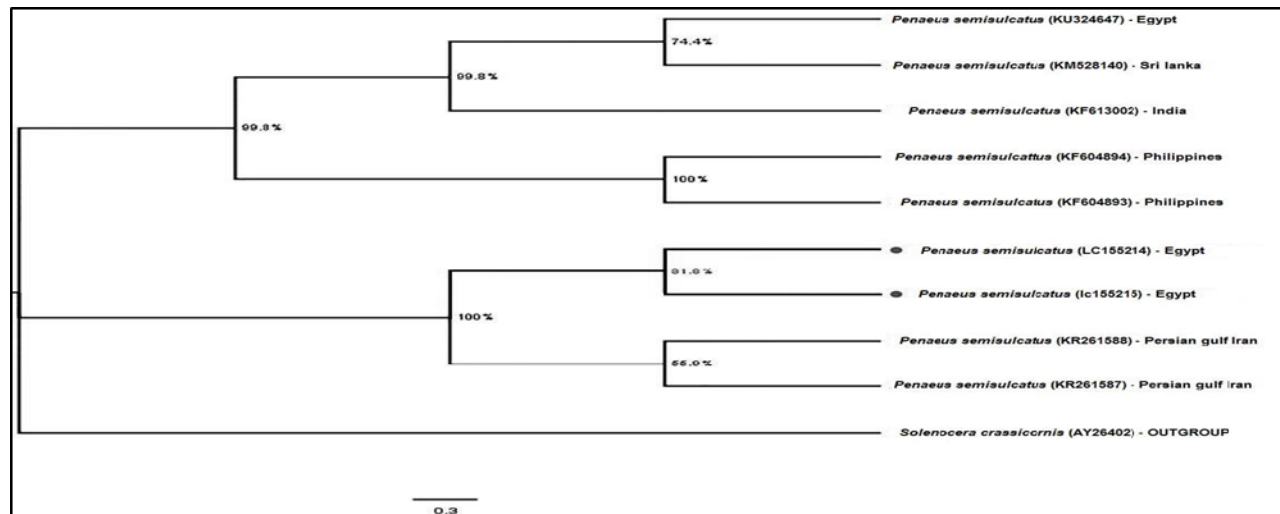 Penaeus semisulcatus (KU324647) - Egypt
74.4%
Penaeus semisulcatus (KM528140) - Sri lanka
99.8%
Penaeus semisulcatus (KF613002) - India
99.8%
Penaeus semisulcattus (KF604894) - Philippines
100%
Penaeus semisulcatus (KF604893) - Philippines
Penaeus semisulcatus (LC155214) - Egypt
81.8%
Penaeus semisulcatus (lc155215) - Egypt
100%
Penaeus semisulcatus (KR261588) - Persian gulf Iran
Penaeus semisulcatus (KR261587) - Persian gulf Iran
Solenocera crassicornis (AY26402) - OUTGROUP
0.3